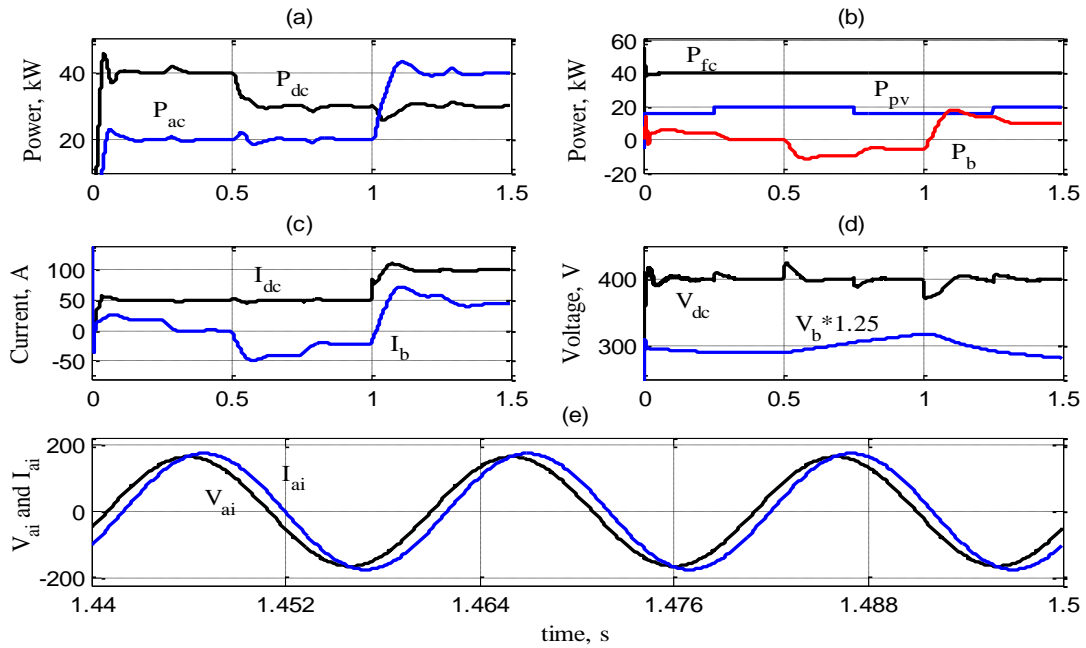 (a)
Power, kW
40
20
P_dc
P_ac
0 0.5 1 1.5
(b)
Power, kW
60
40
20
0
-20
P_fc
P_pv
P_b
0 0.5 1 1.5
(c)
Current, A
100
50
0
-50
I_dc
I_b
0 0.5 1 1.5
(d)
Voltage, V
400
300
V_dc
V_b*1.25
0 0.5 1 1.5
(e)
V_ai and I_ai
200
0
-200
I_ai
V_ai
1.44 1.452 1.464 1.476 1.488 1.5
time, s